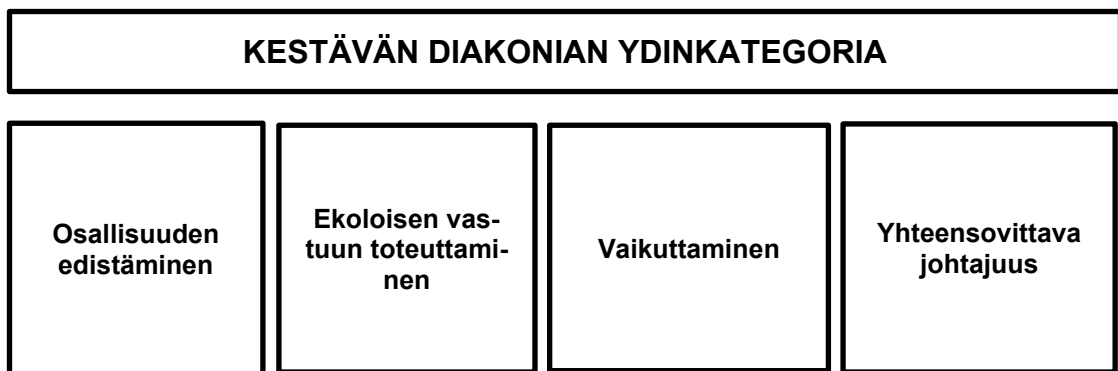 KESTÄVÄN DIAKONIAN YDINKATEGORIA
Osallisuuden
edistäminen
Ekoloisen vas-
tuun toteuttami-
nen
Vaikuttaminen
Yhteensovittava
johtajuus